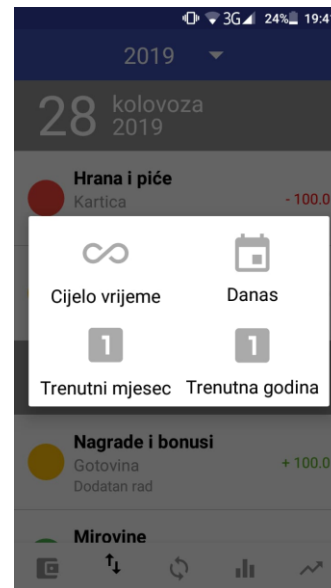 3G 24% 19:4
2019
28 kolovoza
2019
Hrana i piće
Kartica
- 100.0
Cijelo vrijeme
Danas
1
1
Trenutni mjesec
Trenutna godina
Nagrade i bonusi
Gotovina
+ 100.0
Dodatan rad
Mirovine